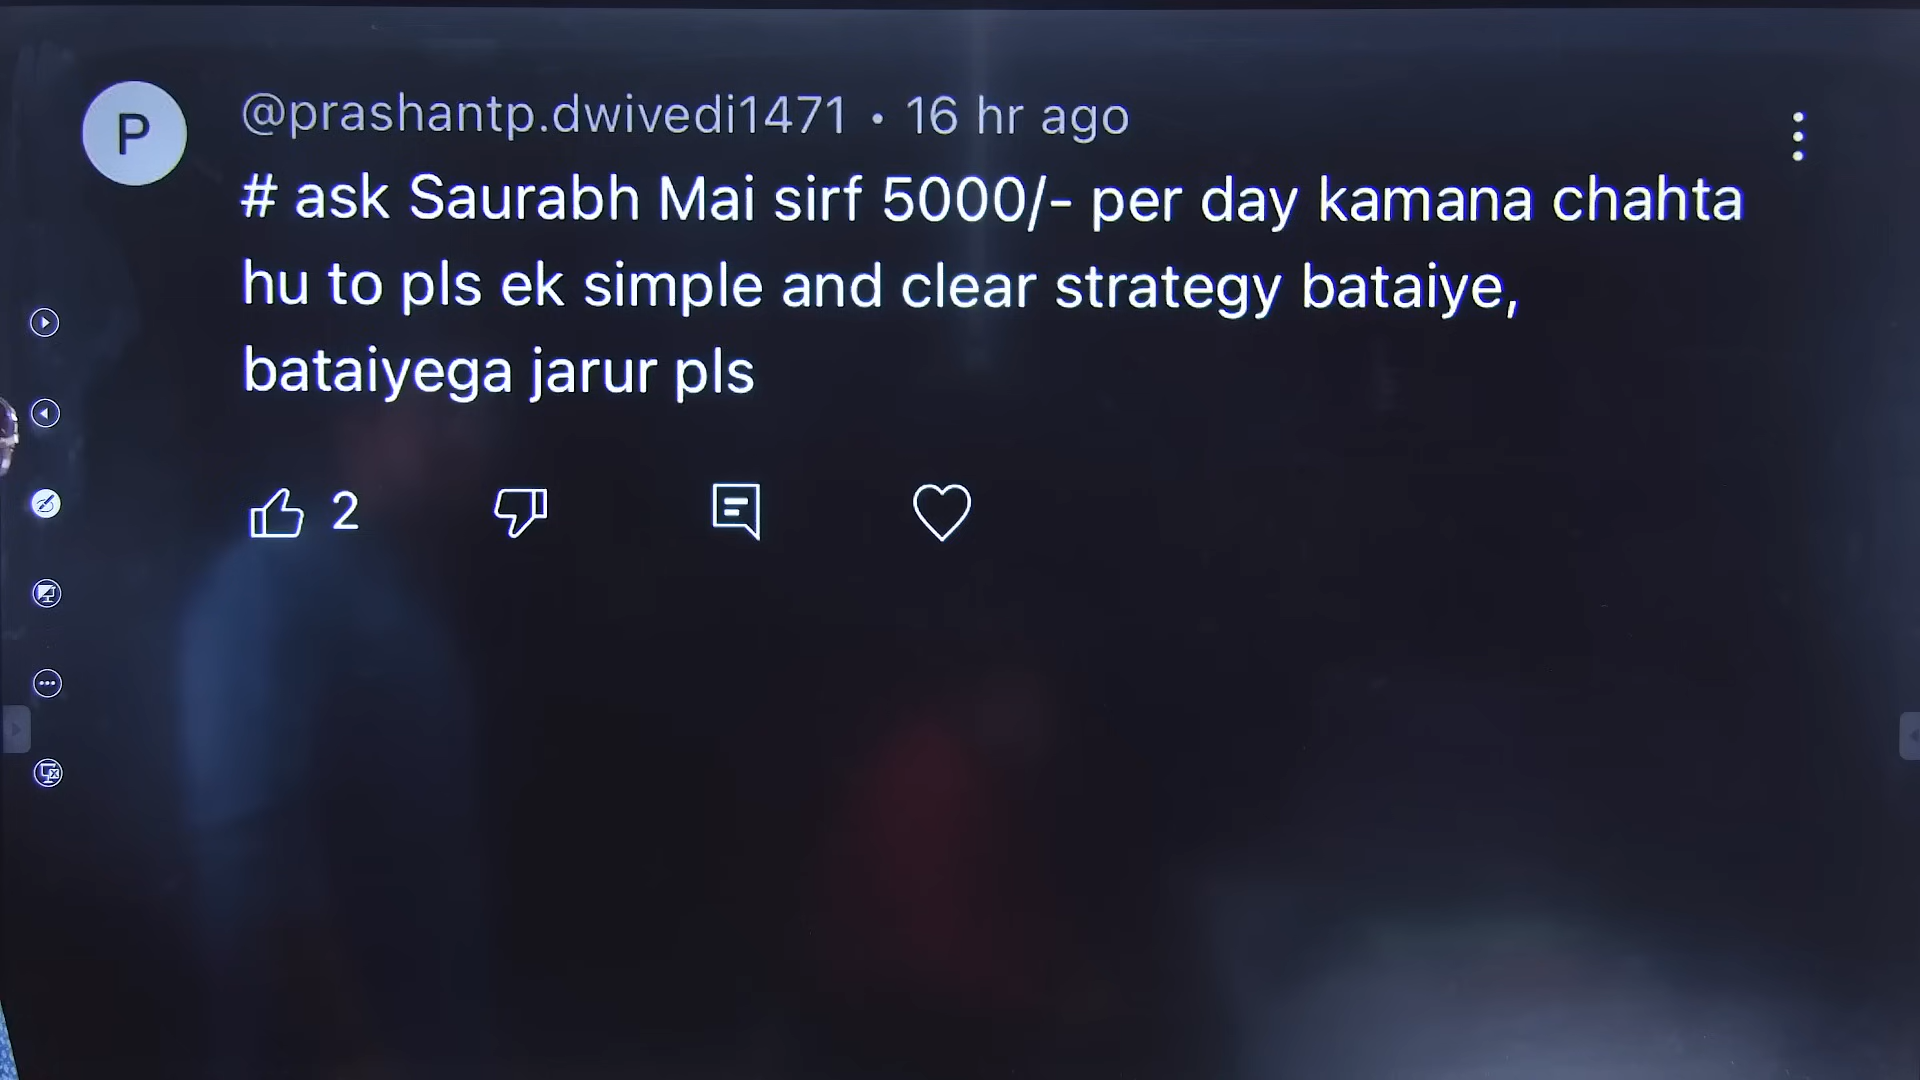 P
@prashantp.dwivedi1471 • 16 hr ago
# ask Saurabh Mai sirf 5000/- per day kamana chahta
hu to pls ek simple and clear strategy bataiye,
bataiyega jarur pls
2